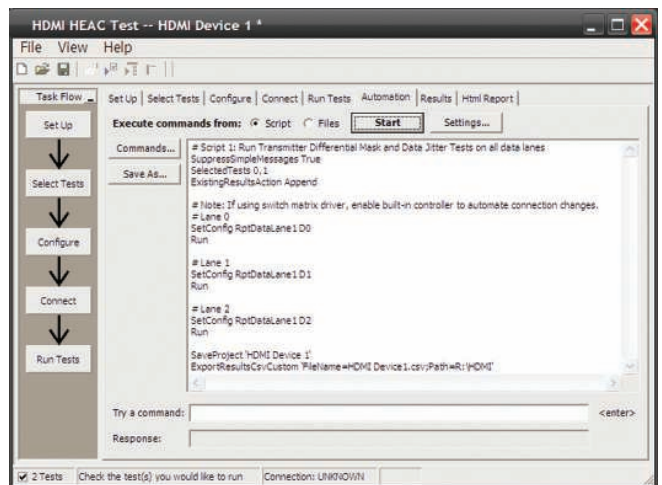 HDMI HEAC Test -- HDMI Device 1 *
File View Help
Task Flow
Set Up
Select Tests
Configure
Connect
Run Tests
Set Up Select Tests Configure Connect Run Tests Automation Results Html Report
Execute commands from: Script Files Start Settings...
Commands...
Save As...
# Script 1: Run Transmitter Differential Mask and Data Jitter Tests on all data lanes
SuppressSimpleMessages True
SelectedTests 0,1
ExistingResultsAction Append
# Note: If using switch matrix driver, enable built-in controller to automate connection changes.
# Lane 0
SetConfig RptDataLane1 D0
Run
# Lane 1
SetConfig RptDataLane1 D1
Run
# Lane 2
SetConfig RptDataLane1 D2
Run
SaveProject 'HDMI Device 1'
ExportResultsCsvCustom 'FileName=HDMI Device1.csv;Path=R:\HDMI'
Try a command: <enter>
Response:
2 Tests Check the test(s) you would like to run Connection: UNKNOWN